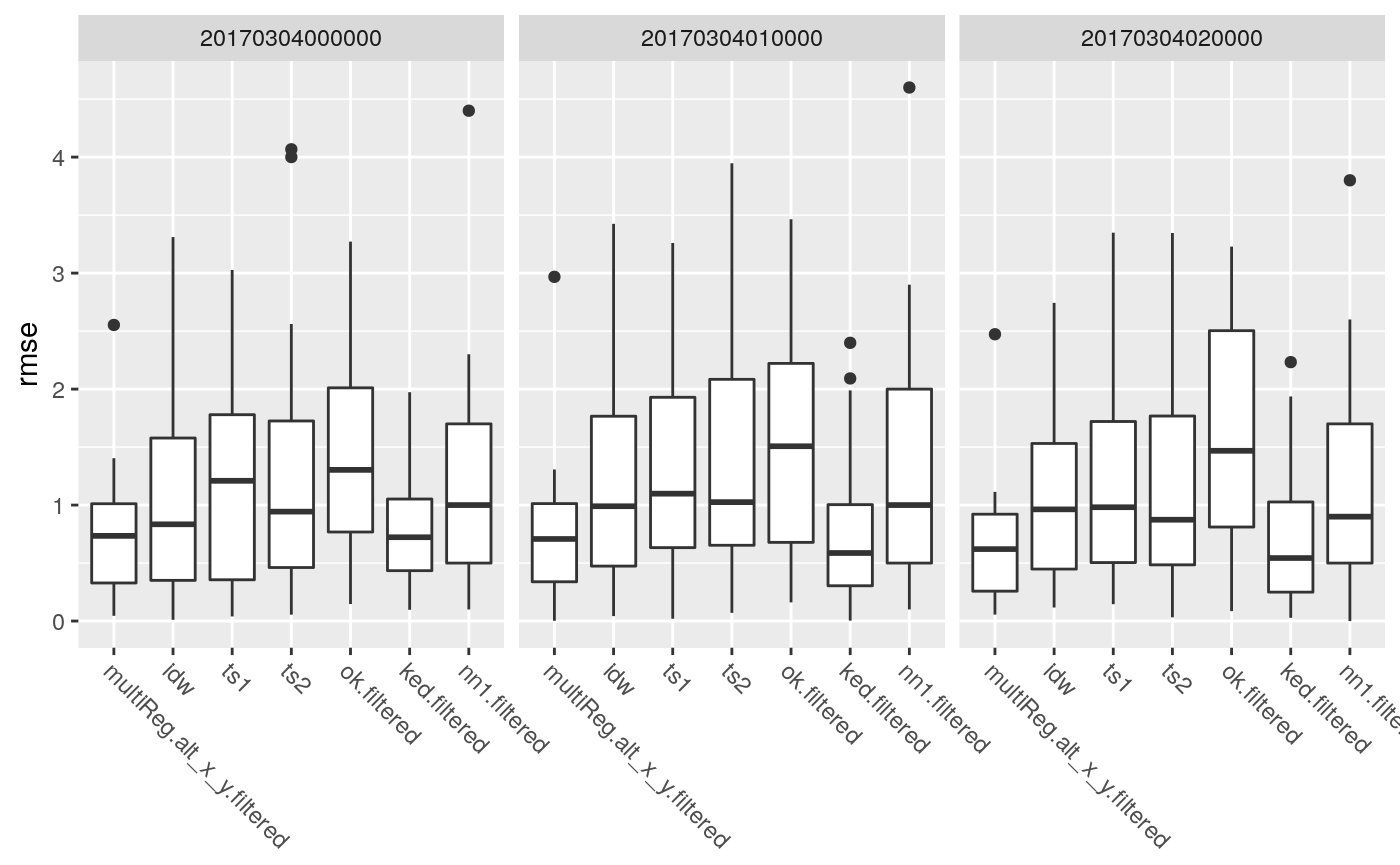 20170304000000
20170304010000
20170304020000
rmse
4
3
2
1
0
multiReg.alt_x_y.filtered
idw
ts1
ts2
ok.filtered
ked.filtered
nn1.filtered
multiReg.alt_x_y.filtered
idw
ts1
ts2
ok.filtered
ked.filtered
nn1.filtered
multiReg.alt_x_y.filtered
idw
ts1
ts2
ok.filtered
ked.filtered
nn1.filte